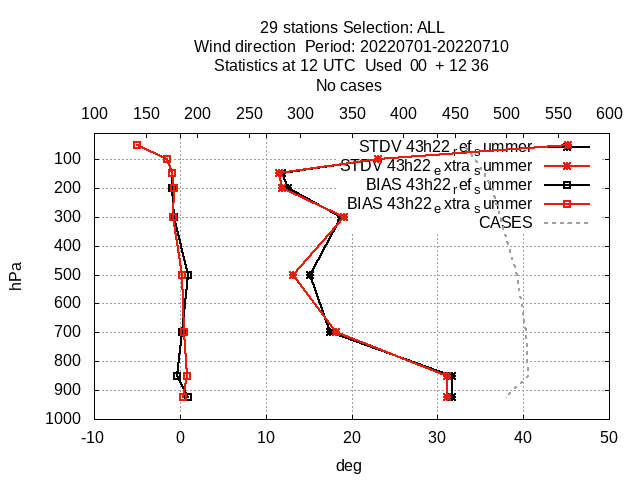 29 stations Selection: ALL
Wind direction  Period: 20220701-20220710
Statistics at 12 UTC  Used  00  + 12 36
No cases
100 150 200 250 300 350 400 450 500 550 600
STDV 43h22_ref_summer
STDV 43h22_extra_summer
BIAS 43h22_ref_summer
BIAS 43h22_extra_summer
CASES
100
200
300
400
500
600
700
800
900
1000
hPa
-10 0 10 20 30 40 50
deg